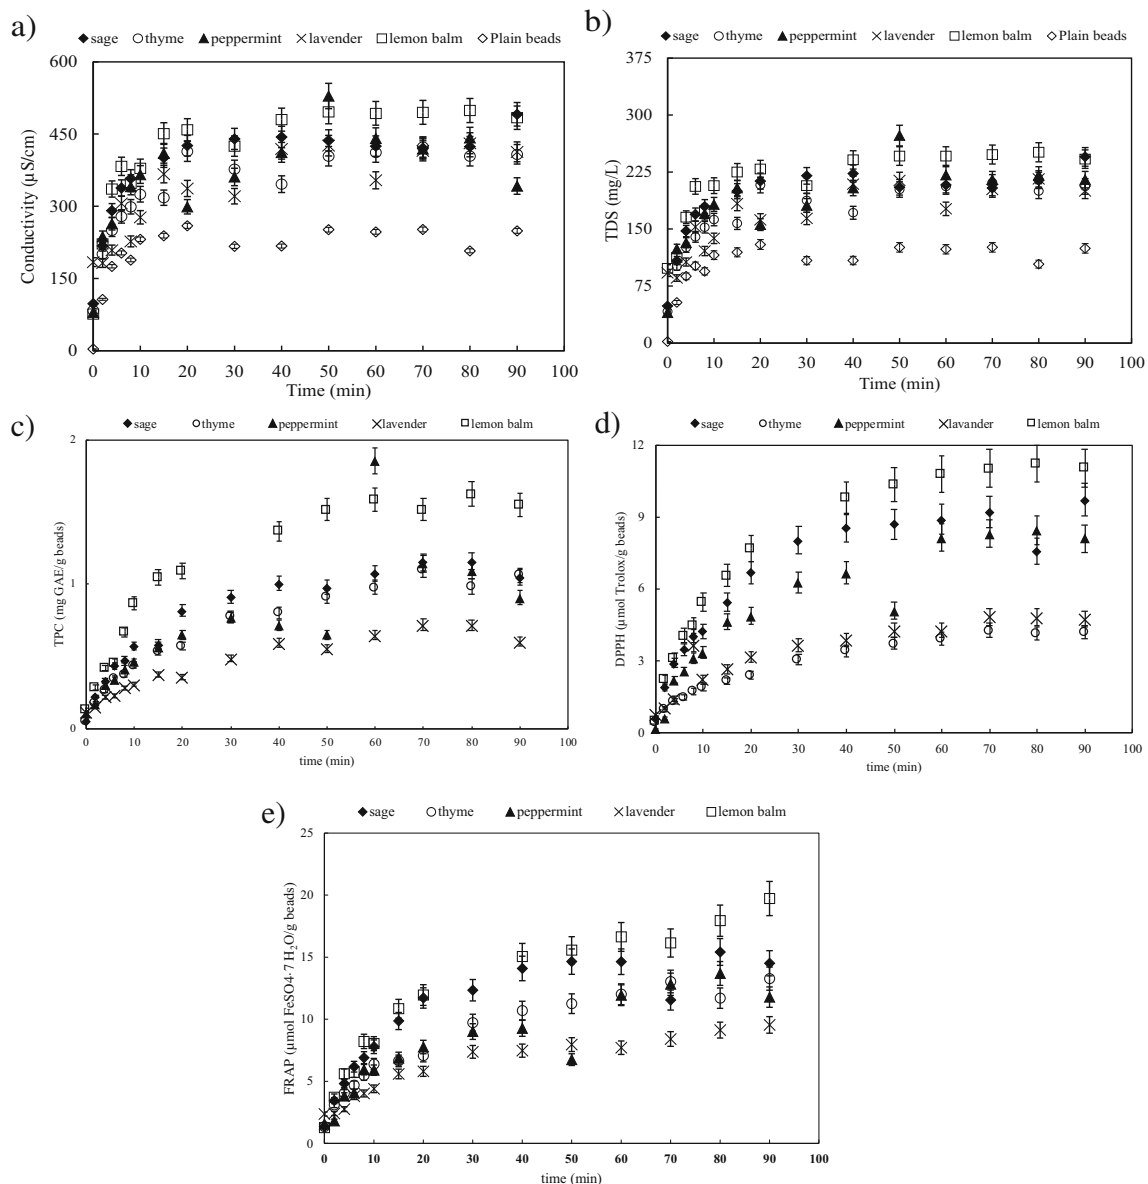 a)
sage thyme peppermint lavender lemon balm Plain beads
600
450
300
150
0
Conductivity (µS/cm)
0 10 20 30 40 50 60 70 80 90 100
Time (min)
b)
sage thyme peppermint lavender lemon balm Plain beads
375
300
225
150
75
0
TDS (mg/L)
0 10 20 30 40 50 60 70 80 90 100
Time (min)
c)
sage thyme peppermint lavander lemon balm
2
1
0
TPC (mg GAE/g beads)
0 10 20 30 40 50 60 70 80 90 100
time (min)
d)
sage thyme peppermint lavander lemon balm
12
9
6
3
0
DPPH (µmol Trolox/g beads)
0 10 20 30 40 50 60 70 80 90 100
time (min)
e)
sage thyme peppermint lavender lemon balm
25
20
15
10
5
0
FRAP (µmol FeSO4·7 H₂O/g beads)
0 10 20 30 40 50 60 70 80 90 100
time (min)